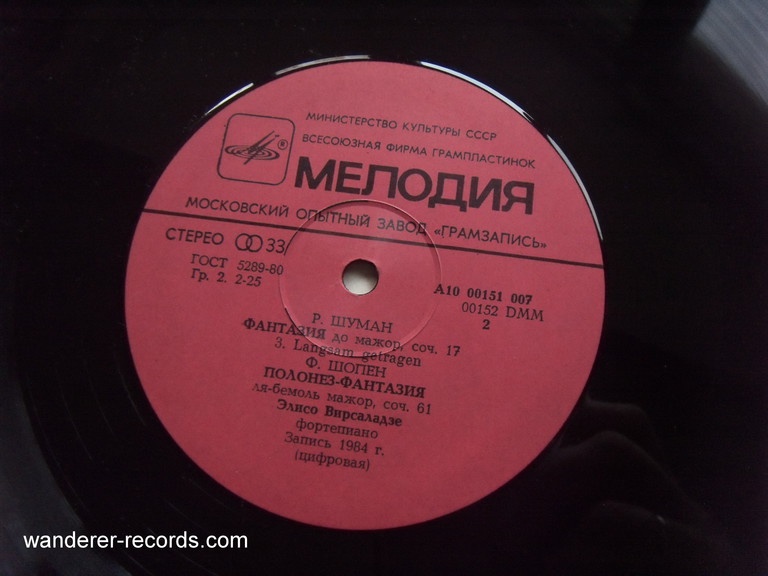 МИНИСТЕРСТВО КУЛЬТУРЫ СССР
ВСЕСОЮЗНАЯ ФИРМА ГРАМПЛАСТИНОК
®
МЕЛОДИЯ
МОСКОВСКИЙ ОПЫТНЫЙ ЗАВОД «ГРАМЗАПИСЬ»
СТЕРЕО 33
ГОСТ 5289-80
Гр. 2. 2-25
А10 00151 007
00152 DMM
2
Р. ШУМАН
ФАНТАЗИЯ до мажор, соч. 17
3. Langsam getragen
Ф. ШОПЕН
ПОЛОНЕЗ-ФАНТАЗИЯ
ля-бемоль мажор, соч. 61
Элисо Вирсаладзе
фортепиано
Запись 1984 г.
(цифровая)
wanderer-records.com